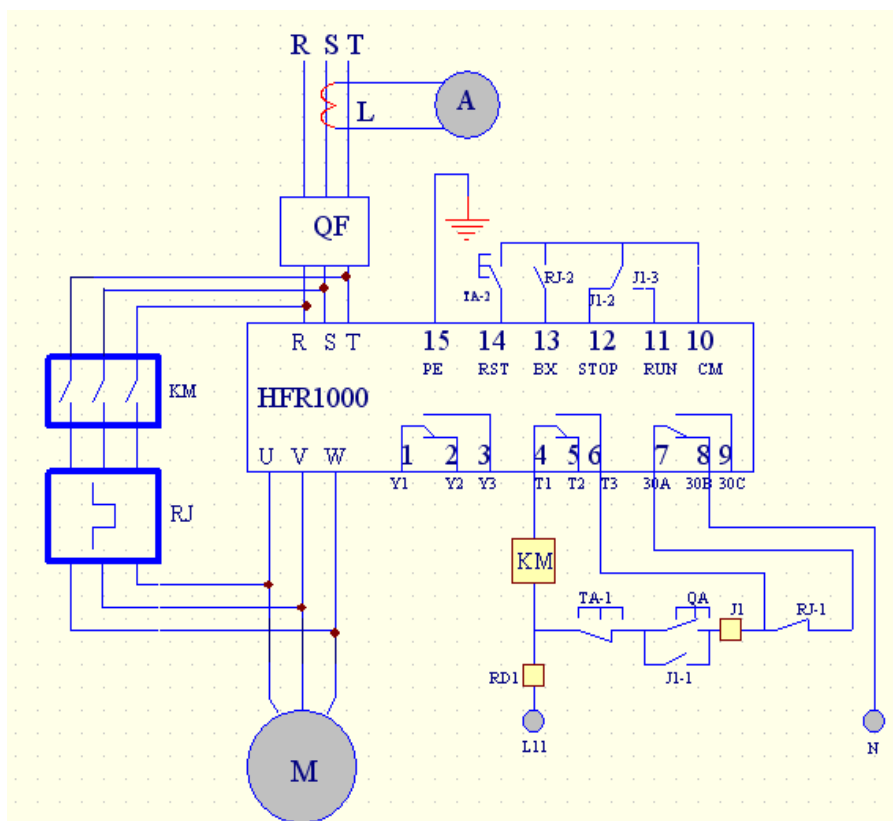 R S T
L
A
QF
TA-2
RJ-2
J1-2
J1-3
R S T
15 14 13 12 11 10
PE RST BX STOP RUN CM
KM
HFR1000
U V W
1 2 3 4 5 6 7 8 9
Y1 Y2 Y3 T1 T2 T3 30A 30B 30C
RJ
KM
TA-1
QA
J1
RJ-1
J1-1
RD1
L11
N
M